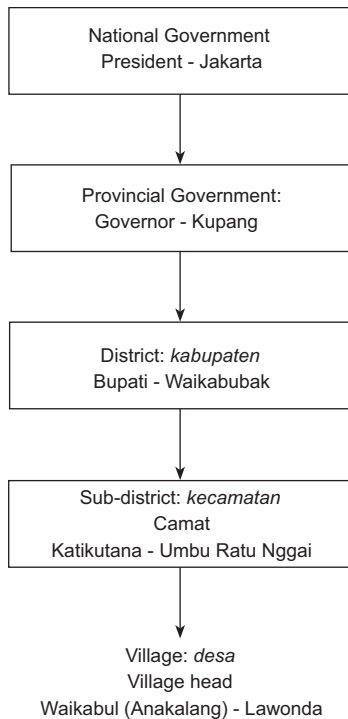 National Government
President - Jakarta
Provincial Government:
Governor - Kupang
District: kabupaten
Bupati - Waikabubak
Sub-district: kecamatan
Camat
Katikutana - Umbu Ratu Nggai
Village: desa
Village head
Waikabul (Anakalang) - Lawonda